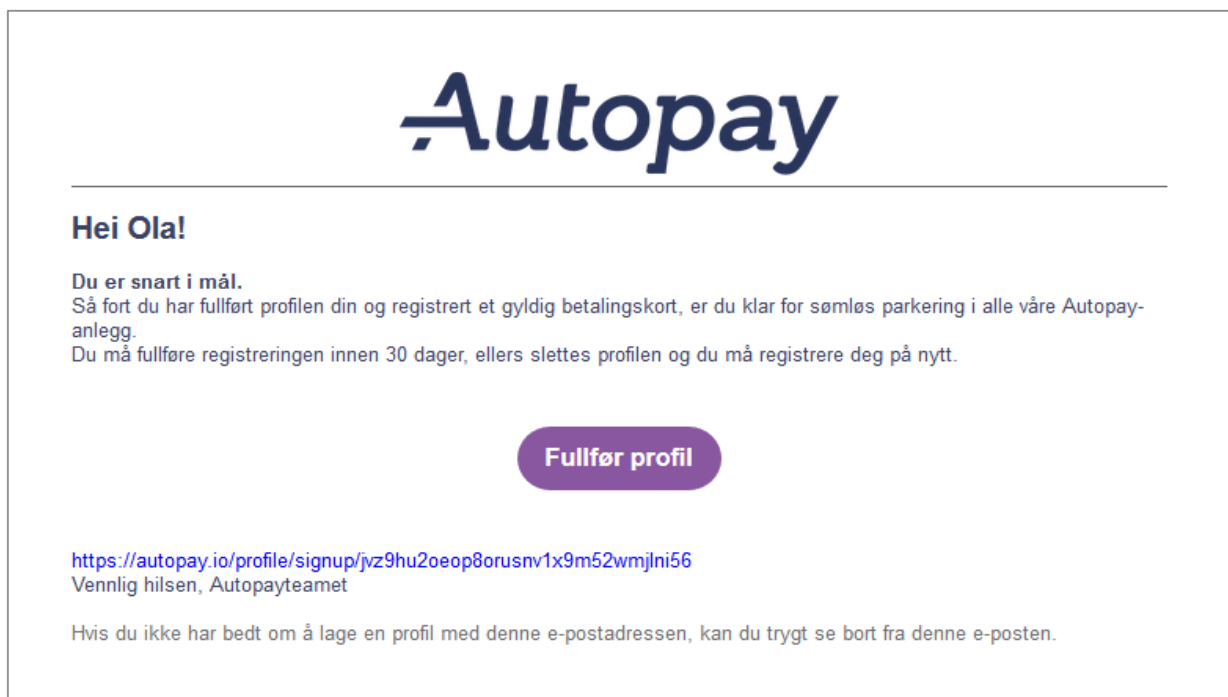 Autopay
Hei Ola!
Du er snart i mål.
Så fort du har fullført profilen din og registrert et gyldig betalingskort, er du klar for sømløs parkering i alle våre Autopay-
anlegg.
Du må fullføre registreringen innen 30 dager, ellers slettes profilen og du må registrere deg på nytt.
Fullfør profil
https://autopay.io/profile/signup/jvz9hu2oeop8orusnv1x9m52wmjlni56
Vennlig hilsen, Autopayteamet
Hvis du ikke har bedt om å lage en profil med denne e-postadressen, kan du trygt se bort fra denne e-posten.